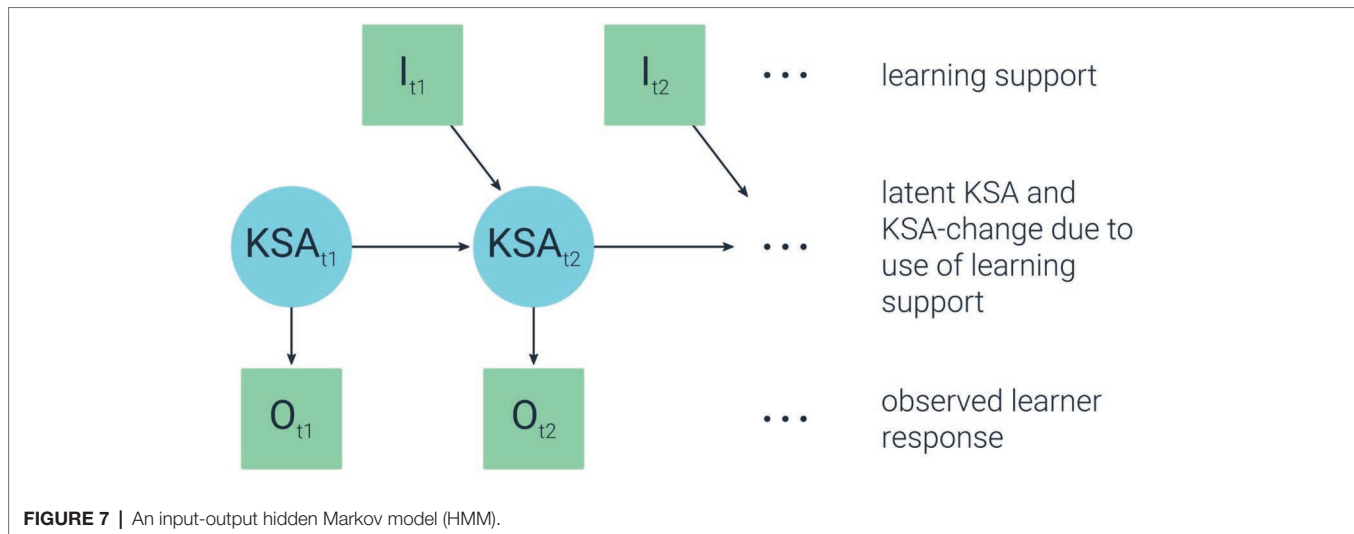 I t1
I t2
... learning support
latent KSA and
KSA-change due to
use of learning
support
KSA t1
KSA t2
...
O t1
O t2
...
observed learner
response
FIGURE 7 | An input-output hidden Markov model (HMM).